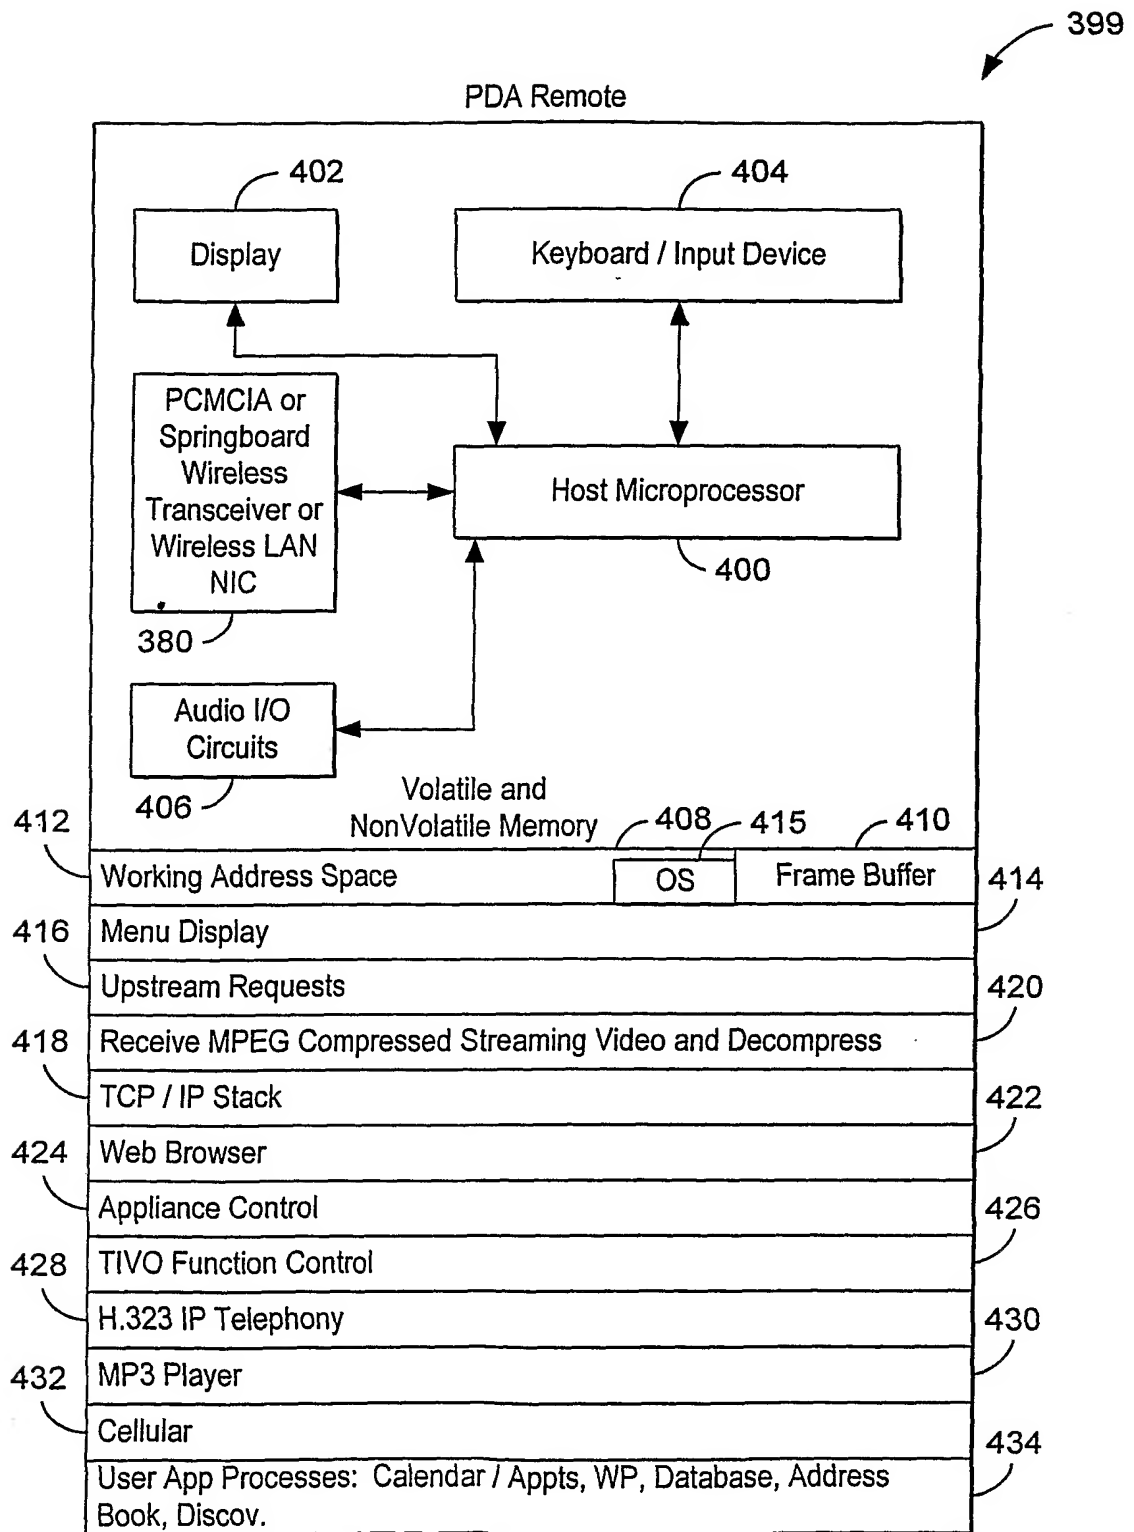 399
PDA Remote
402
404
Display
Keyboard / Input Device
PCMCIA or
Springboard
Wireless
Transceiver or
Wireless LAN
NIC
Host Microprocessor
400
380
Audio I/O
Circuits
406
Volatile and
NonVolatile Memory
412
408
415
410
Working Address Space
OS
Frame Buffer
414
416
Menu Display
Upstream Requests
420
418
Receive MPEG Compressed Streaming Video and Decompress
TCP / IP Stack
422
424
Web Browser
Appliance Control
426
428
TIVO Function Control
H.323 IP Telephony
430
432
MP3 Player
Cellular
434
User App Processes: Calendar / Appts, WP, Database, Address
Book, Discov.